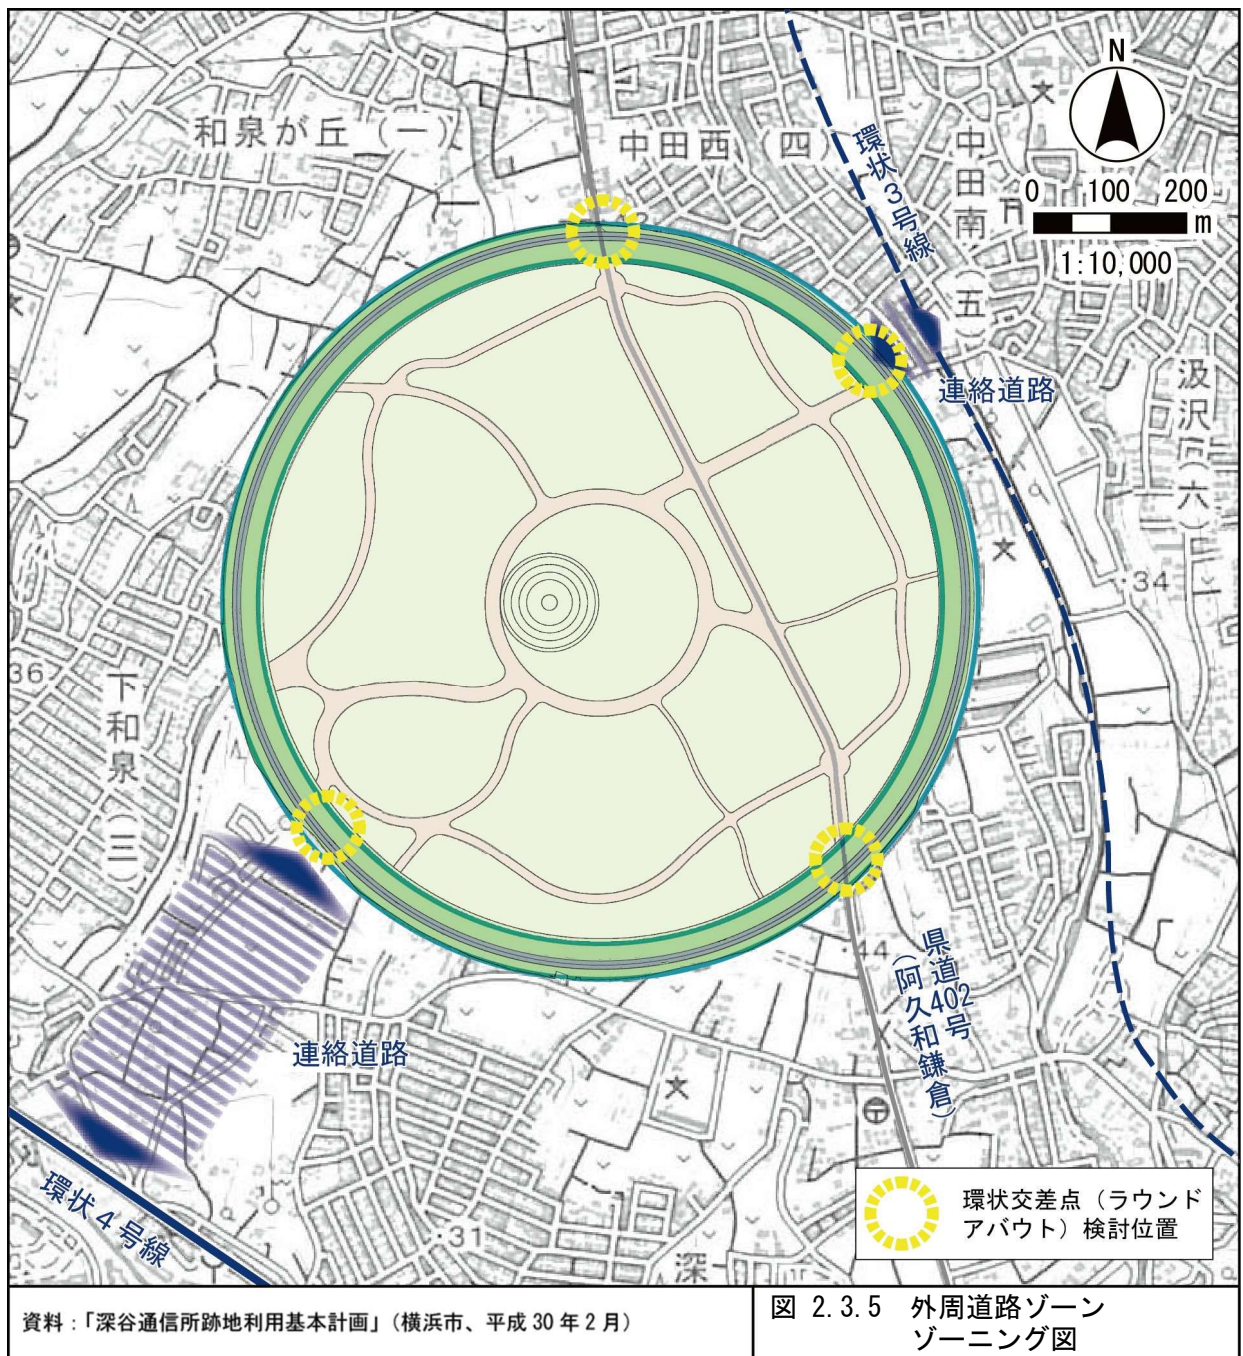 和泉が丘（一）
中田西（四）
環状３号線
中田南（五）
N
0 100 200
m
1:10,000
連絡道路
汲沢（六）
34
36
下和泉（三）
44
県道402号
（阿久和鎌倉）
連絡道路
環状４号線
31
深
環状交差点（ラウンド
アバウト）検討位置
資料：「深谷通信所跡地利用基本計画」（横浜市、平成30年２月）
図 2.3.5 外周道路ゾーン
ゾーニング図